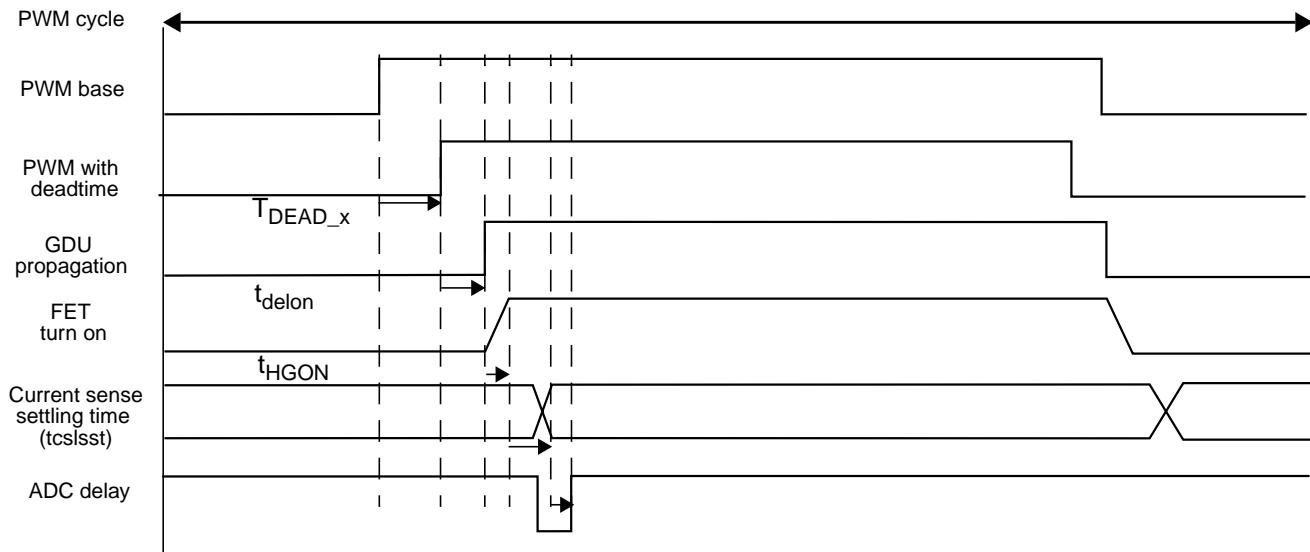 PWM cycle
PWM base
PWM with
deadtime
TDEAD_x
GDU
propagation
tdelon
FET
turn on
tHGON
Current sense
settling time
(tcslsst)
ADC delay